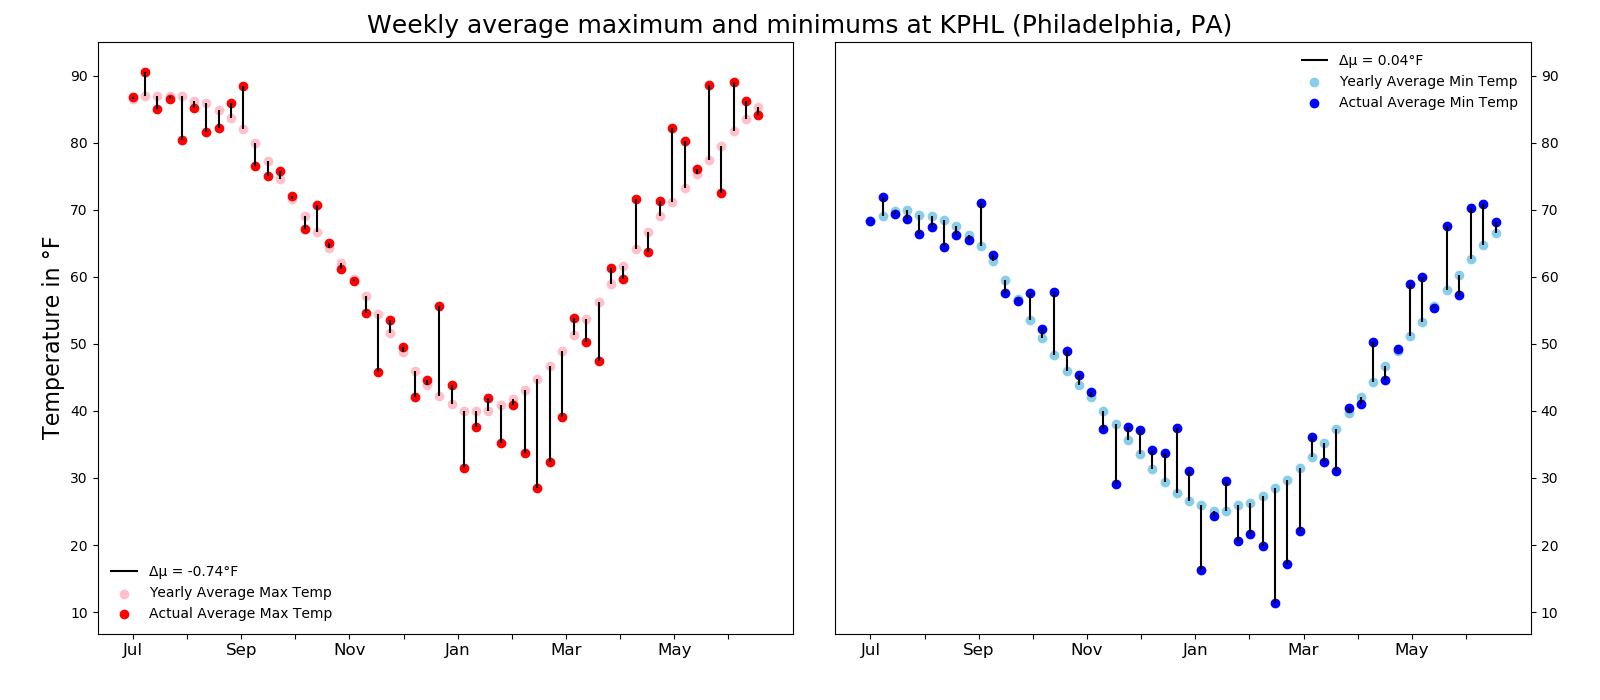 Weekly average maximum and minimums at KPHL (Philadelphia, PA)
Temperature in °F
90
80
70
60
50
40
30
20
10
Jul
Sep
Nov
Jan
Mar
May
Δμ = -0.74°F
Yearly Average Max Temp
Actual Average Max Temp
Δμ = 0.04°F
Yearly Average Min Temp
Actual Average Min Temp
90
80
70
60
50
40
30
20
10
Jul
Sep
Nov
Jan
Mar
May